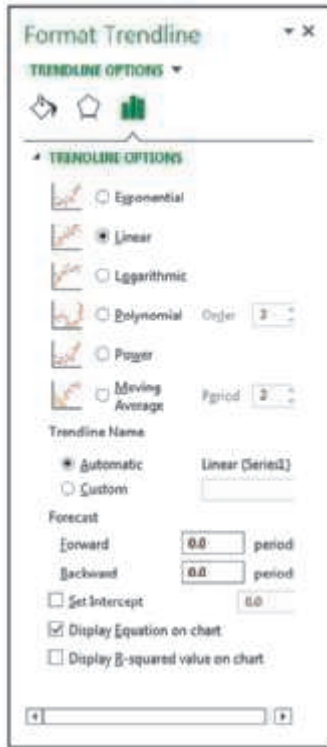 Format Trendline
TRENDLINE OPTIONS
TRENDLINE OPTIONS
Exponential
Linear
Logarithmic
Polynomial Order 2
Power
Moving Average Period 2
Trendline Name
Automatic Linear (Series1)
Custom
Forecast
Forward 0.0 period
Backward 0.0 period
Set Intercept 0.0
Display Equation on chart
Display R-squared value on chart